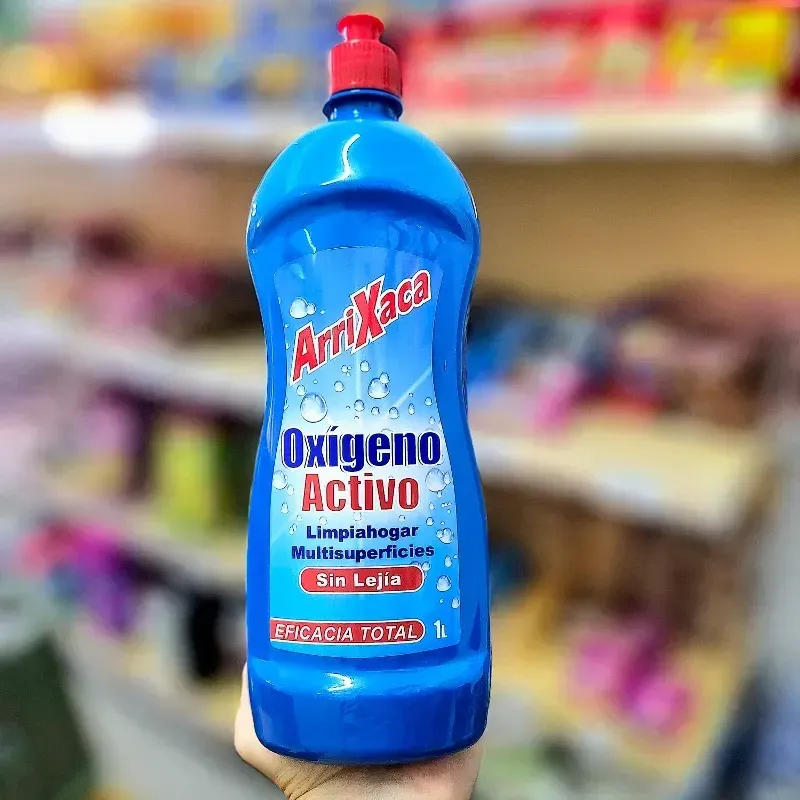 ArriXaca
Oxígeno
Activo
Limpiahogar
Multisuperficies
Sin Lejía
EFICACIA TOTAL 1L